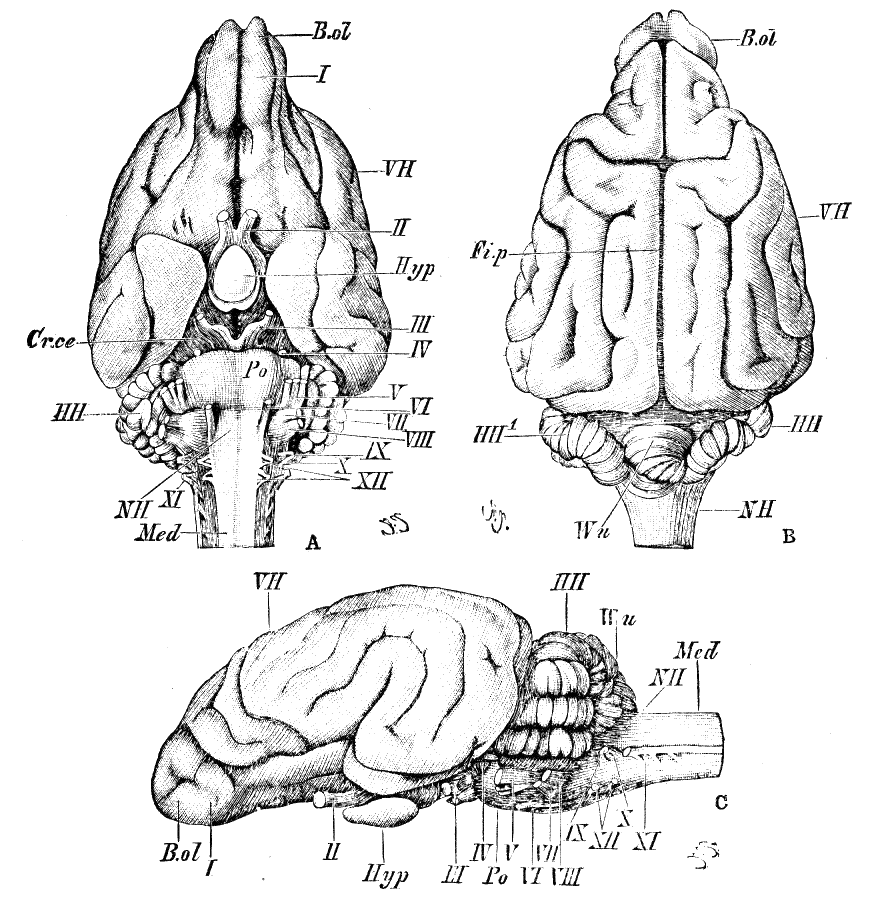 B.ol
I
VH
II
Hyp
III
Cr.ce
IV
Po
V
HH
VI
VII
VIII
IX
X
XI
XII
NH
Med
A
B.ol
VH
Fi.p
HH¹
HH
Wu
NH
B
VH
HH
Wu
Med
NH
C
IX
X
XII
XI
B.ol
I
II
Hyp
III
IV
V
VII
Po
VI
VIII